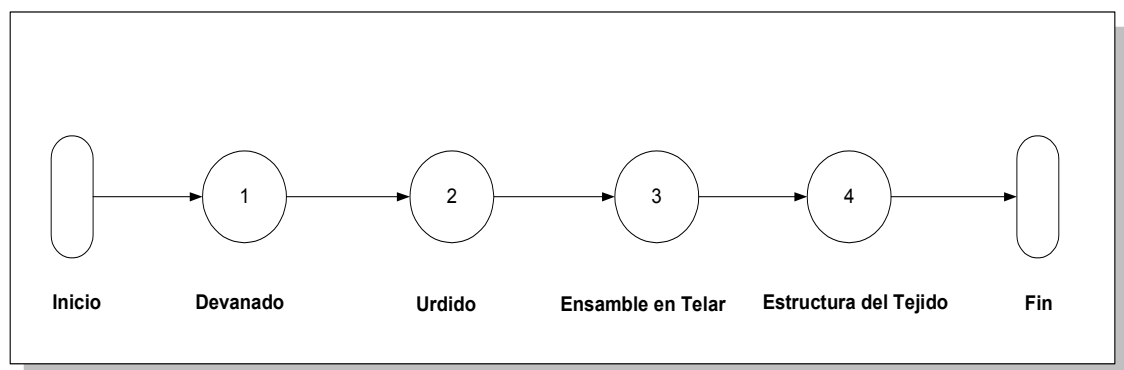 1
2
3
4
Inicio
Devanado
Urdido
Ensamble en Telar
Estructura del Tejido
Fin